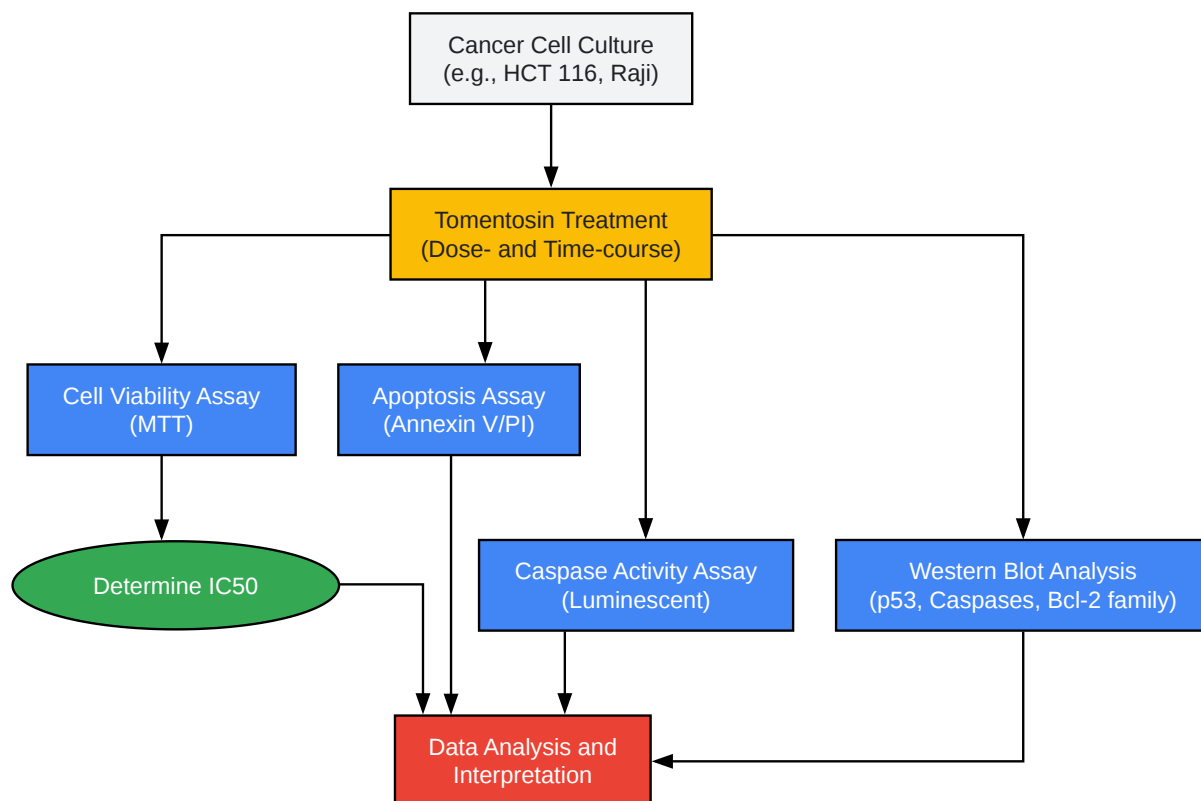 Cancer Cell Culture
(e.g., HCT 116, Raji)
Tomentosin Treatment
(Dose- and Time-course)
Cell Viability Assay
(MTT)
Apoptosis Assay
(Annexin V/PI)
Determine IC50
Caspase Activity Assay
(Luminescent)
Western Blot Analysis
(p53, Caspases, Bcl-2 family)
Data Analysis and
Interpretation